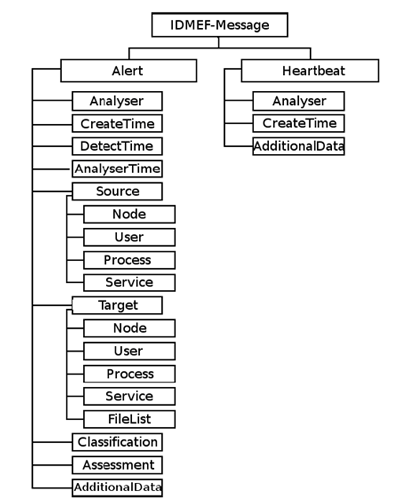 IDMEF-Message
Alert
Heartbeat
Analyser
CreateTime
DetectTime
AnalyserTime
Source
Node
User
Process
Service
Target
Node
User
Process
Service
FileList
Classification
Assessment
AdditionalData
Analyser
CreateTime
AdditionalData